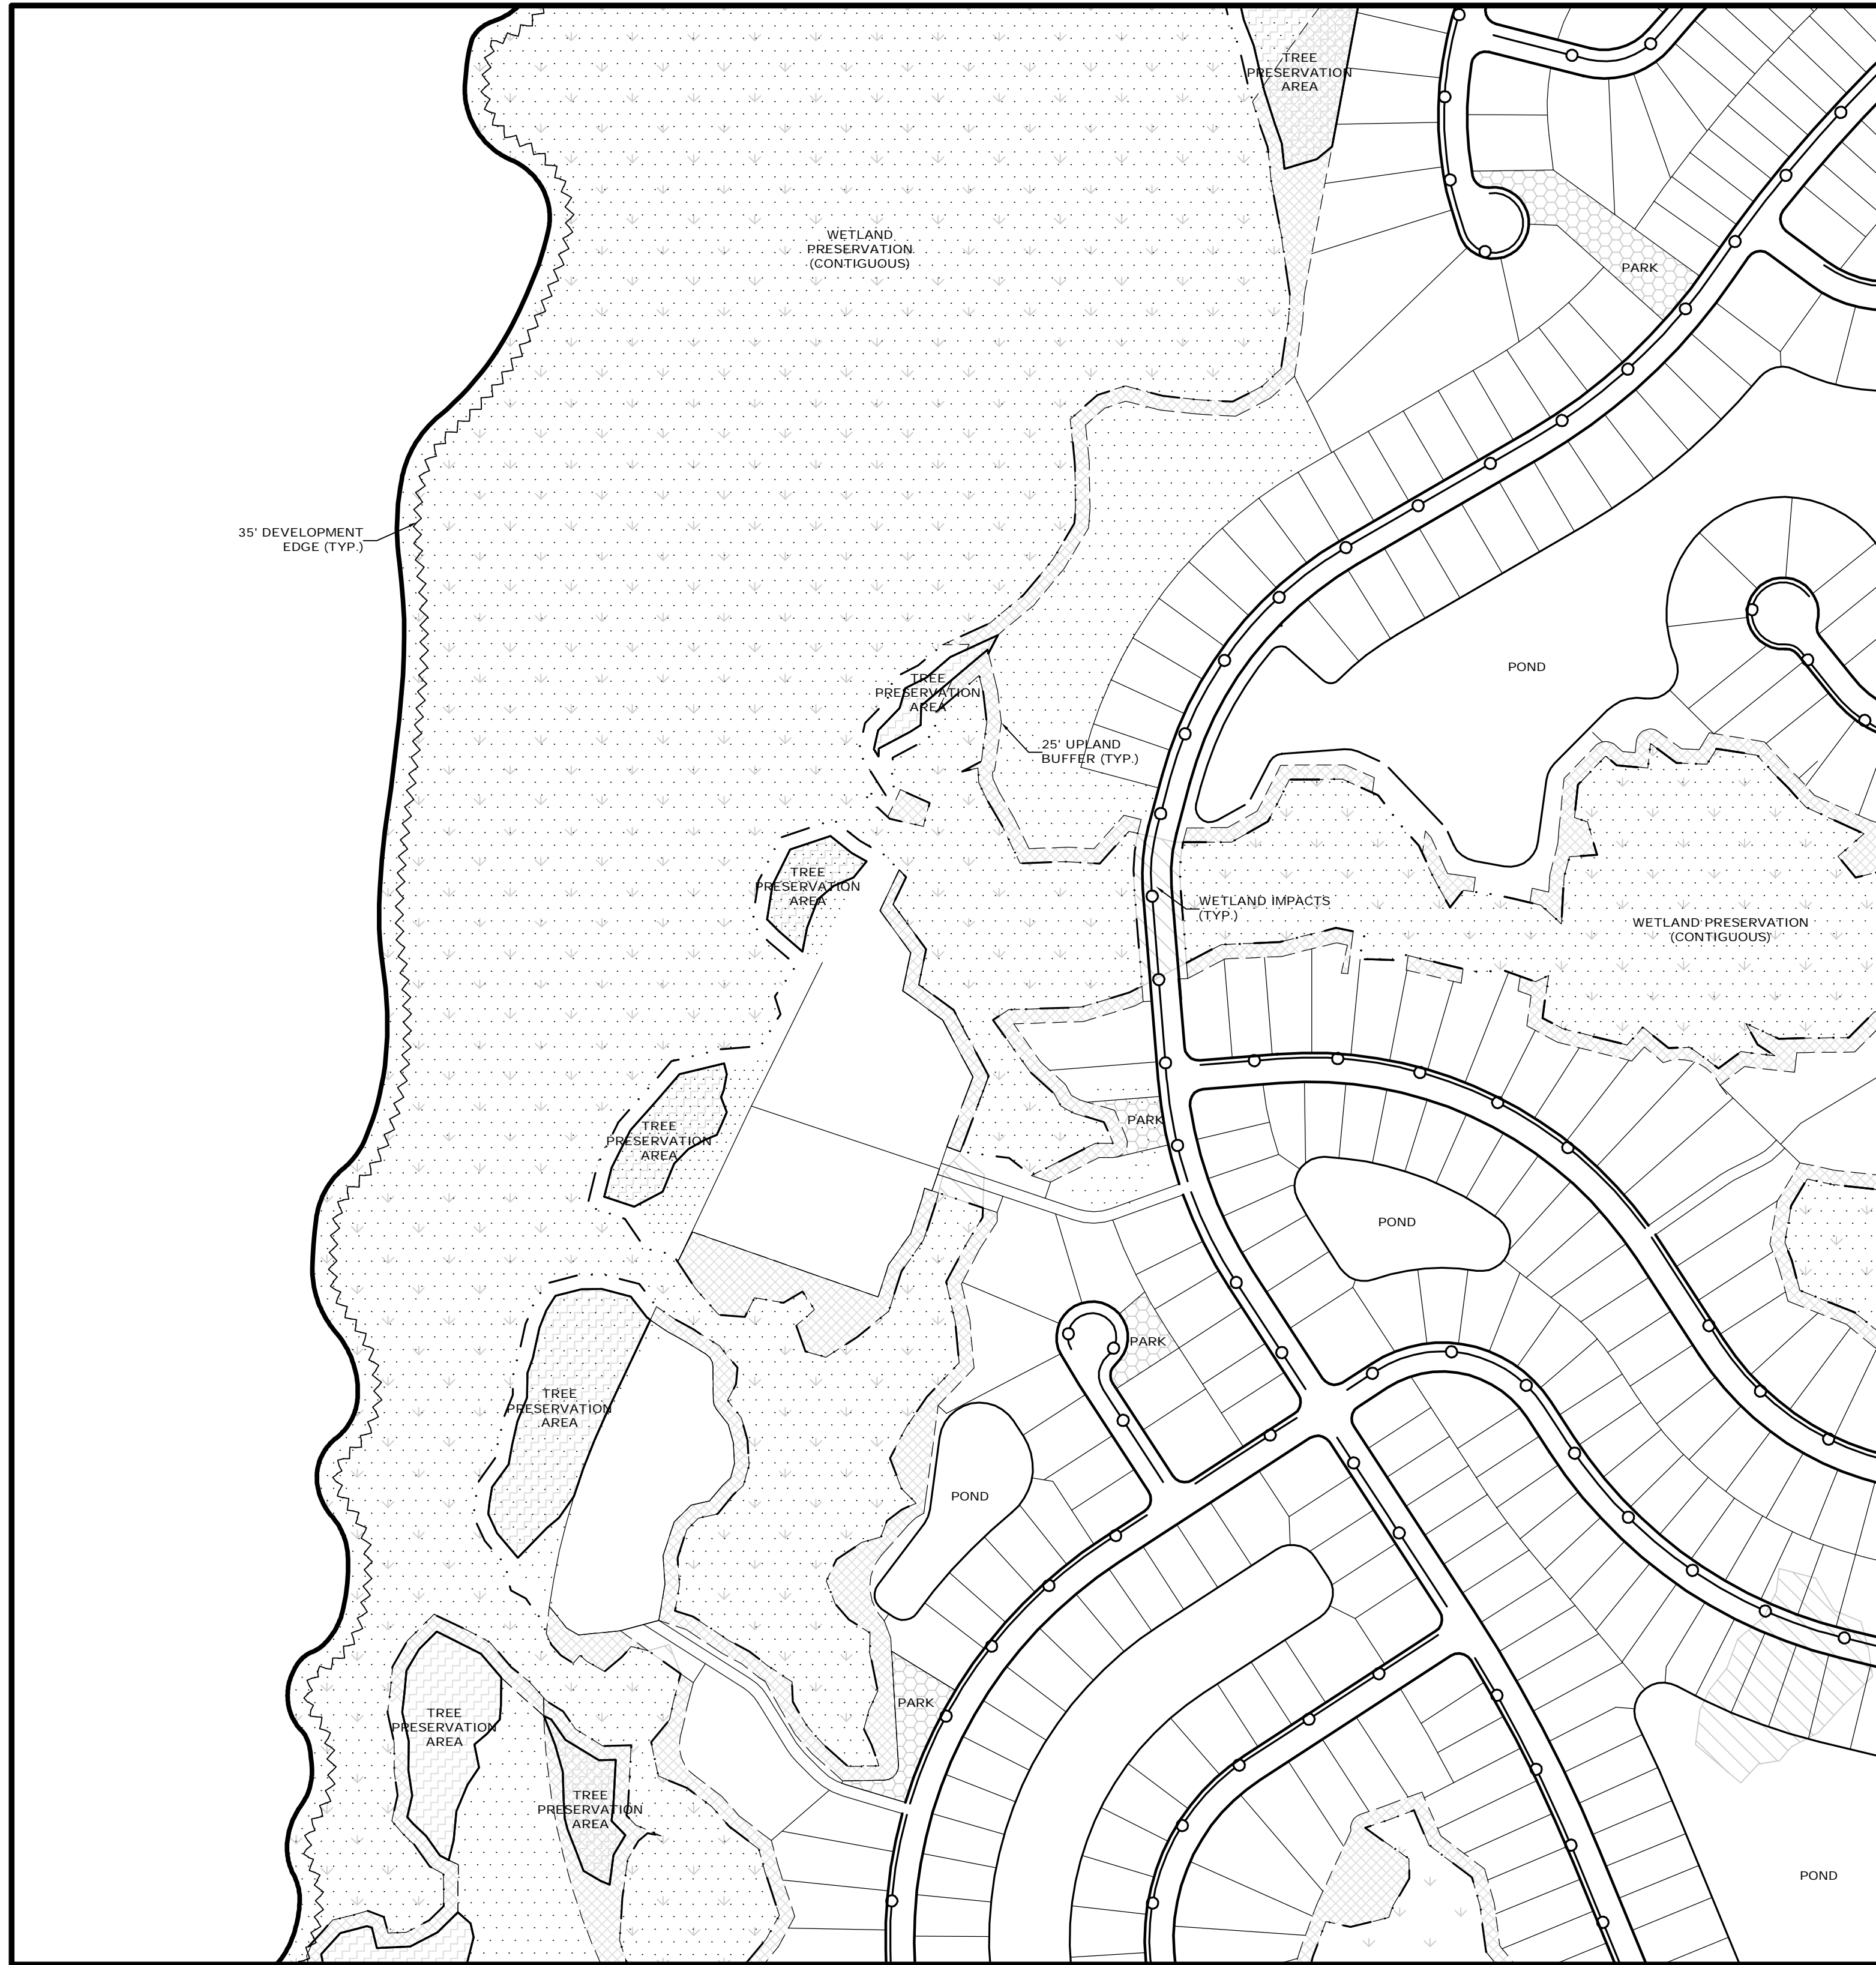 TREE
PRESERVATION
AREA
WETLAND
PRESERVATION
(CONTIGUOUS)
PARK
35' DEVELOPMENT
EDGE (TYP.)
POND
TREE
PRESERVATION
AREA
25' UPLAND
BUFFER (TYP.)
TREE
PRESERVATION
AREA
WETLAND IMPACTS
(TYP.)
WETLAND PRESERVATION
(CONTIGUOUS)
PARK
TREE
PRESERVATION
AREA
POND
PARK
TREE
PRESERVATION
AREA
POND
PARK
TREE
PRESERVATION
AREA
TREE
PRESERVATION
AREA
POND